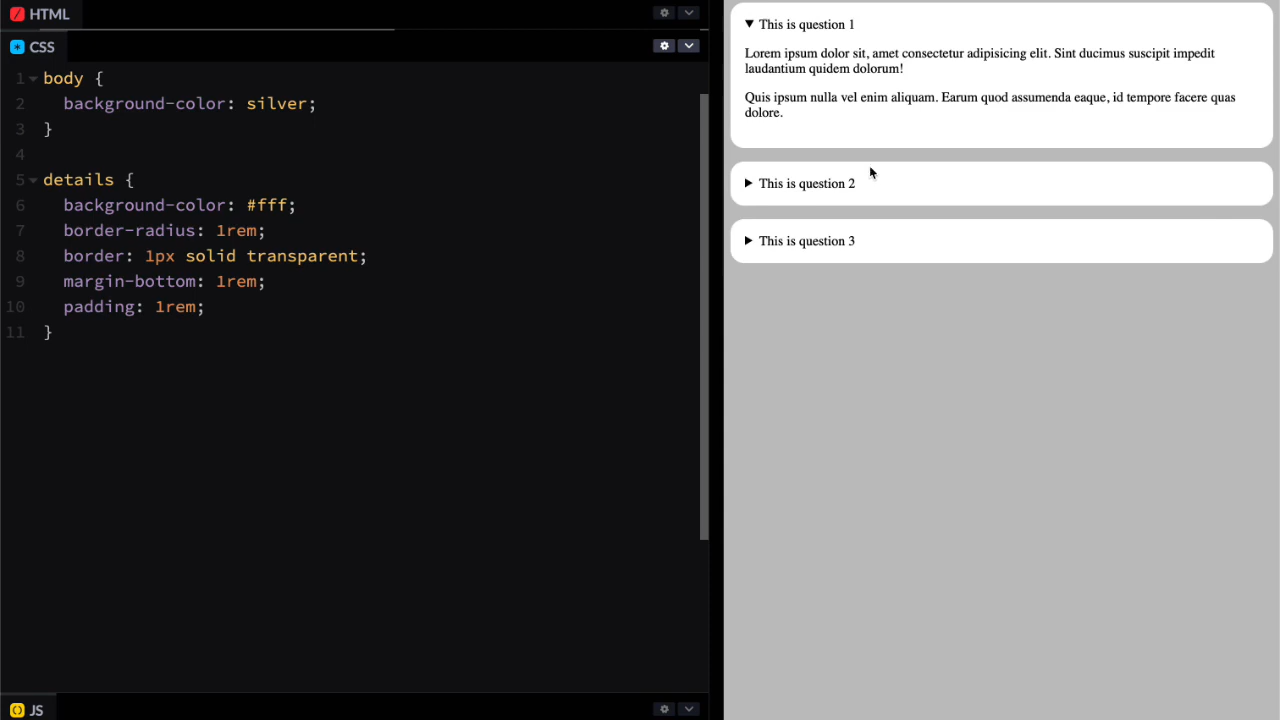 HTML
CSS
1 body {
2 background-color: silver;
3 }
4
5 details {
6 background-color: #fff;
7 border-radius: 1rem;
8 border: 1px solid transparent;
9 margin-bottom: 1rem;
10 padding: 1rem;
11 }
JS
This is question 1
Lorem ipsum dolor sit, amet consectetur adipisicing elit. Sint ducimus suscipit impedit
laudantium quidem dolorum!
Quis ipsum nulla vel enim aliquam. Earum quod assumenda eaque, id tempore facere quas
dolore.
This is question 2
This is question 3